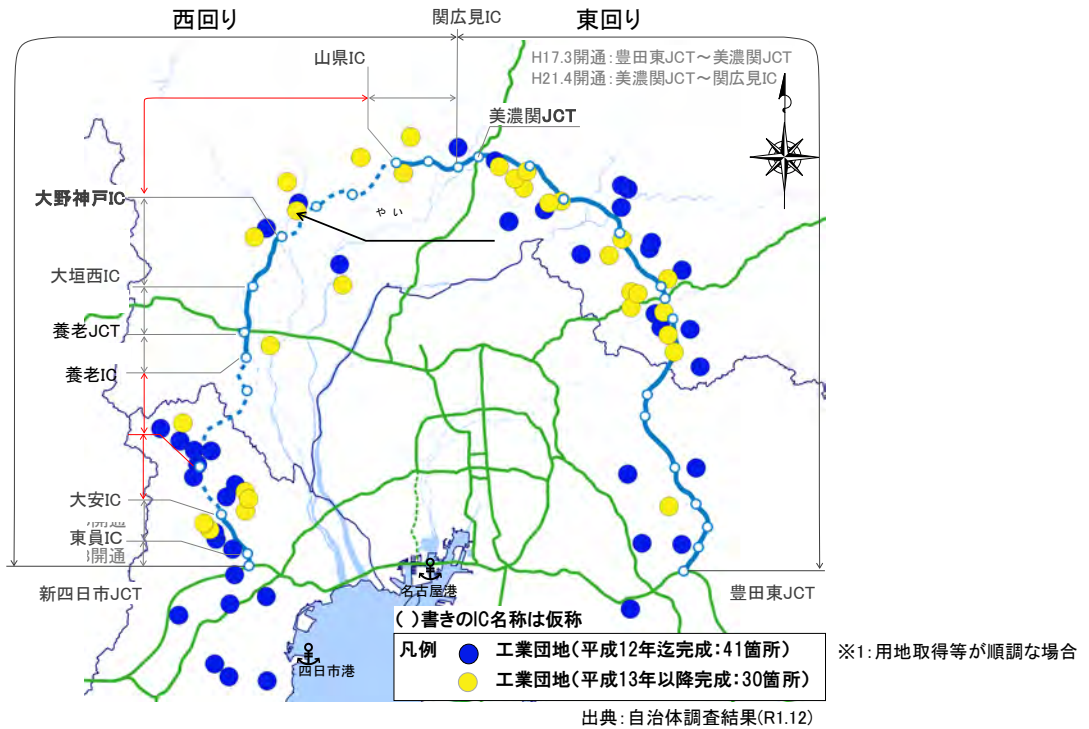 西回り
関広見IC
東回り
山県IC
H17.3開通:豊田東JCT～美濃関JCT
H21.4開通:美濃関JCT～関広見IC
美濃関JCT
大野神戸IC
やい
大垣西IC
養老JCT
養老IC
大安IC
開通
東員IC
開通
新四日市JCT
名古屋港
豊田東JCT
( )書きのIC名称は仮称
凡例
工業団地(平成12年迄完成:41箇所)
工業団地(平成13年以降完成:30箇所)
※1:用地取得等が順調な場合
四日市港
出典:自治体調査結果(R1.12)